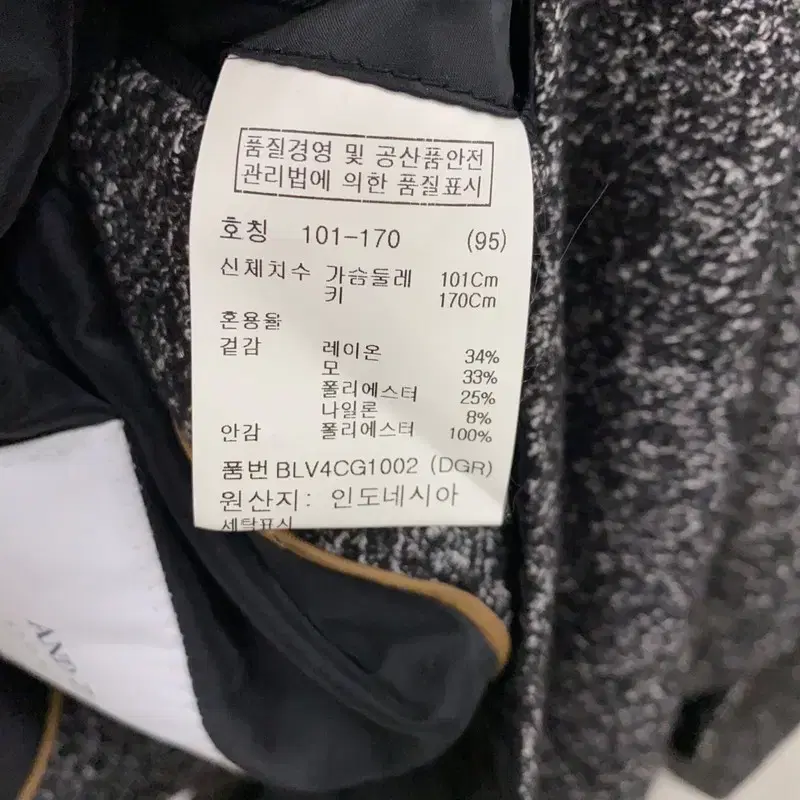 품질경영 및 공산품안전
관리법에 의한 품질표시
호칭 101-170 (95)
신체치수 가슴둘레 101Cm
키 170Cm
혼용율
겉감 레이온 34%
모 33%
폴리에스터 25%
나일론 8%
안감 폴리에스터 100%
품번 BLV4CG1002 (DGR)
원산지: 인도네시아
세탁표시
AND